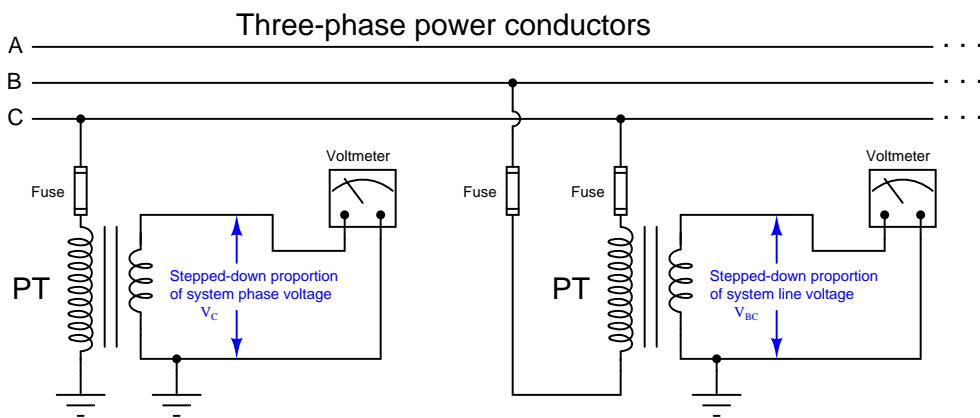 Three-phase power conductors
A
B
C
. . .
. . .
. . .
Voltmeter
Fuse
PT
Stepped-down proportion
of system phase voltage
VC
Voltmeter
Fuse
Fuse
PT
Stepped-down proportion
of system line voltage
VBC